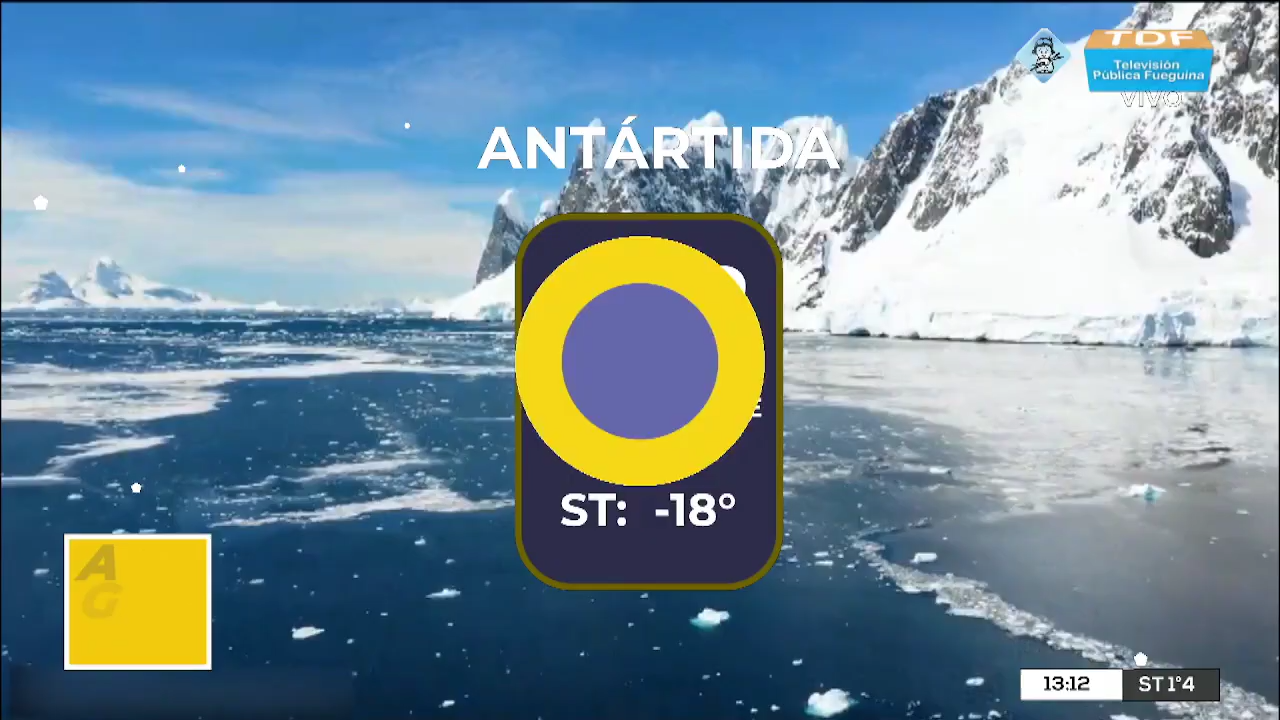 TDF
Televisión
Pública Fueguina
VIVO
ANTÁRTIDA
E
ST: -18°
A
G
13:12 ST 1°4